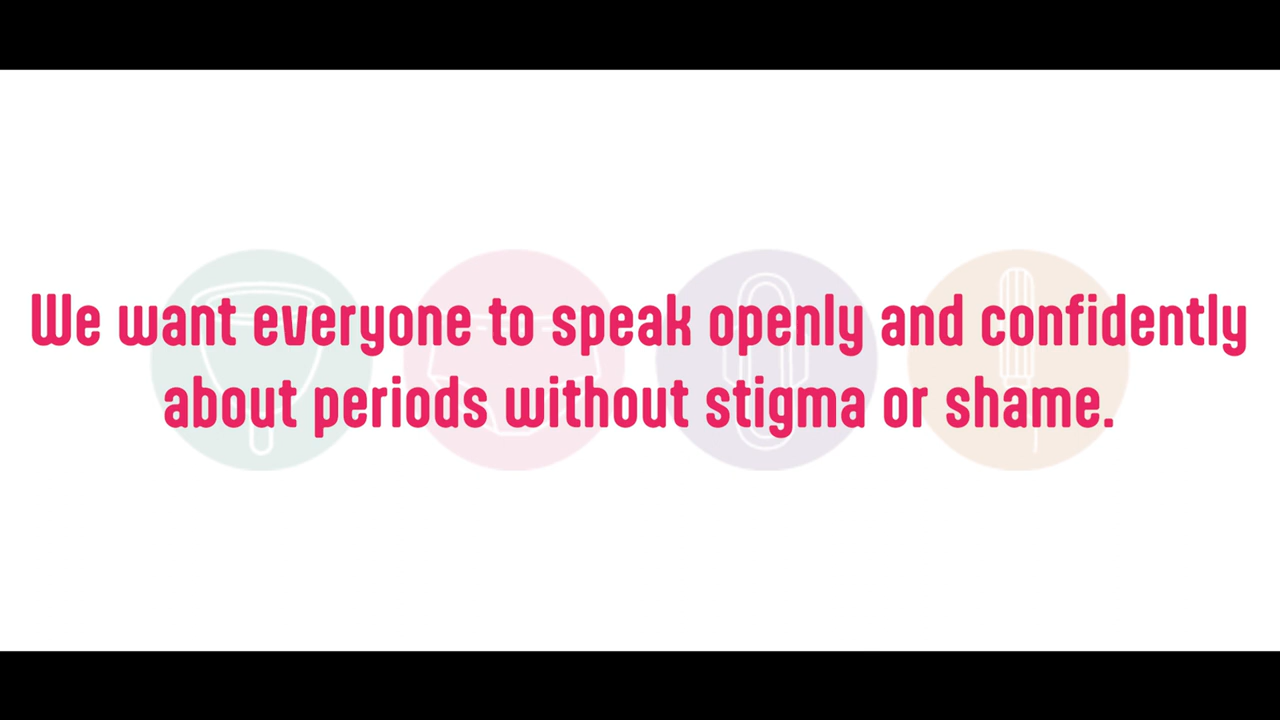 We want everyone to speak openly and confidently
about periods without stigma or shame.